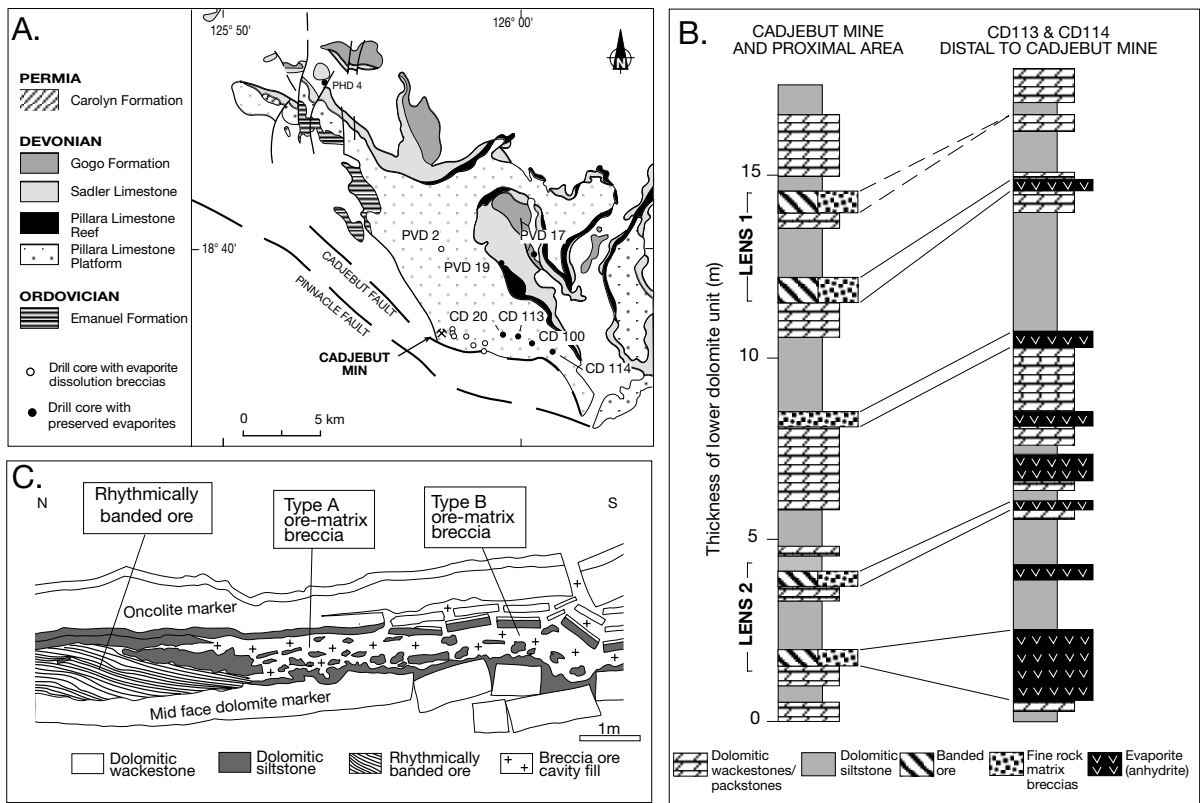 A.
125° 50'
126° 00'
N
PERMIA
Carolyn Formation
DEVONIAN
Gogo Formation
Sadler Limestone
Pillara Limestone
Reef
Pillara Limestone
Platform
ORDOVICIAN
Emanuel Formation
Drill core with evaporite
dissolution breccias
Drill core with
preserved evaporites
PHD 4
18° 40'
PVD 2
PVD 17
PVD 19
CADJEBUT FAULT
PINNACLE FAULT
CD 20
CD 113
CD 100
CD 114
CADJEBUT
MIN
0
5 km
B.
CADJEBUT MINE
AND PROXIMAL AREA
CD113 & CD114
DISTAL TO CADJEBUT MINE
Thickness of lower dolomite unit (m)
15
10
5
0
LENS 1
LENS 2
Dolomitic
wackestones/
packstones
Dolomitic
siltstone
Banded
ore
Fine rock
matrix
breccias
Evaporite
(anhydrite)
C.
N
S
Rhythmically
banded ore
Type A
ore-matrix
breccia
Type B
ore-matrix
breccia
Oncolite marker
Mid face dolomite marker
1m
Dolomitic
wackestone
Dolomitic
siltstone
Rhythmically
banded ore
Breccia ore
cavity fill